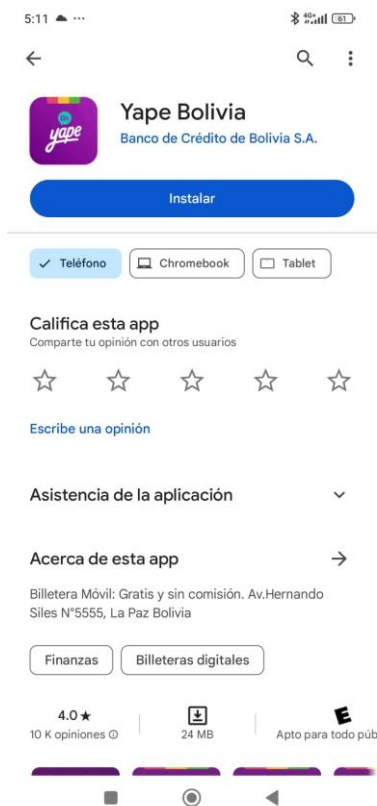 5:11
4G+
61
Bs
yape
Yape Bolivia
Banco de Crédito de Bolivia S.A.
Instalar
Teléfono
Chromebook
Tablet
Califica esta app
Comparte tu opinión con otros usuarios
Escribe una opinión
Asistencia de la aplicación
Acerca de esta app
Billetera Móvil: Gratis y sin comisión. Av.Hernando
Siles N°5555, La Paz Bolivia
Finanzas
Billeteras digitales
4.0 ★
10 K opiniones
24 MB
E
Apto para todo púb